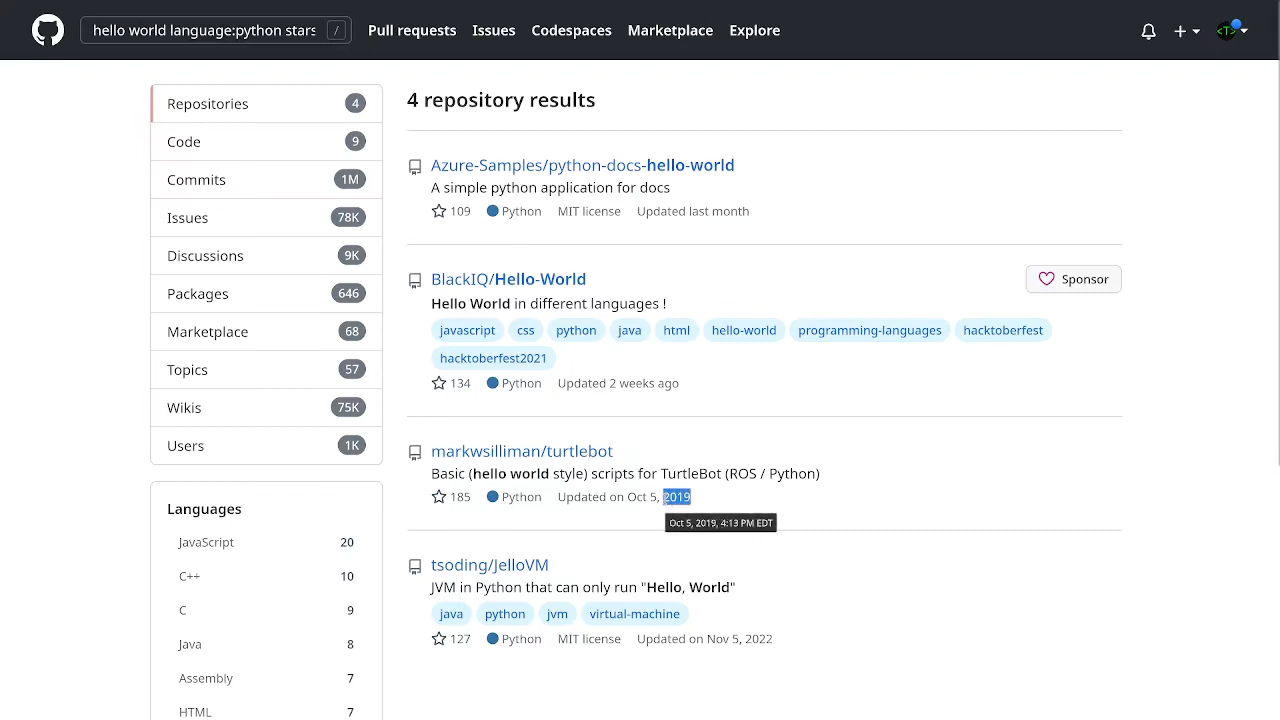 hello world language:python stars /
Pull requests Issues Codespaces Marketplace Explore
<T>
Repositories 4
Code 9
Commits 1M
Issues 78K
Discussions 9K
Packages 646
Marketplace 68
Topics 57
Wikis 75K
Users 1K
Languages
JavaScript 20
C++ 10
C 9
Java 8
Assembly 7
HTML 7
4 repository results
Azure-Samples/python-docs-hello-world
A simple python application for docs
109 Python MIT license Updated last month
BlackIQ/Hello-World
Sponsor
Hello World in different languages !
javascript css python java html hello-world programming-languages hacktoberfest
hacktoberfest2021
134 Python Updated 2 weeks ago
markwsilliman/turtlebot
Basic (hello world style) scripts for TurtleBot (ROS / Python)
185 Python Updated on Oct 5, 2019
Oct 5, 2019, 4:13 PM EDT
tsoding/JelloVM
JVM in Python that can only run "Hello, World"
java python jvm virtual-machine
127 Python MIT license Updated on Nov 5, 2022